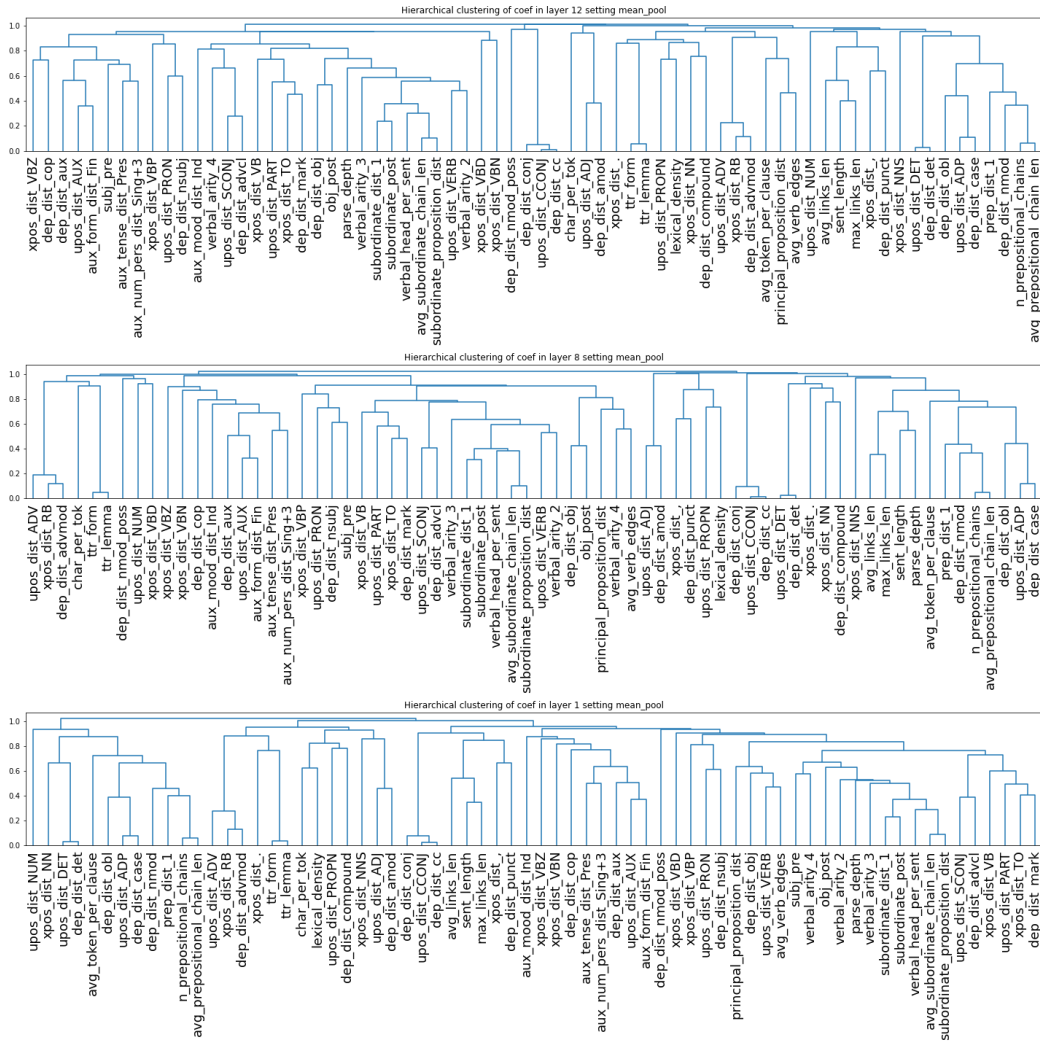 Hierarchical clustering of coef in layer 12 setting mean_pool
1.0
0.8
0.6
0.4
0.2
0.0
xpos_dist_VBZ
dep_dist_cop
dep_dist_aux
upos_dist_AUX
aux_form_dist_Fin
subj_pre
aux_tense_dist_Pres
aux_num_pers_dist_Sing+3
xpos_dist_VBP
upos_dist_PRON
dep_dist_nsubj
aux_mood_dist_Ind
verbal_arity_4
upos_dist_SCONJ
dep_dist_advcl
xpos_dist_VB
upos_dist_PART
xpos_dist_TO
dep_dist_mark
dep_dist_obj
obj_post
parse_depth
verbal_arity_3
subordinate_dist_1
subordinate_post
verbal_head_per_sent
avg_subordinate_chain_len
subordinate_proposition_dist
upos_dist_VERB
verbal_arity_2
xpos_dist_VBD
xpos_dist_VBN
dep_dist_nmod_poss
dep_dist_conj
upos_dist_CCONJ
dep_dist_cc
char_per_tok
upos_dist_ADJ
dep_dist_amod
xpos_dist_.
ttr_form
ttr_lemma
upos_dist_PROPN
lexical_density
xpos_dist_NN
dep_dist_compound
upos_dist_ADV
xpos_dist_RB
dep_dist_advmod
avg_token_per_clause
principal_proposition_dist
avg_verb_edges
upos_dist_NUM
avg_links_len
sent_length
max_links_len
xpos_dist_,
dep_dist_punct
xpos_dist_NNS
upos_dist_DET
dep_dist_det
dep_dist_obl
upos_dist_ADP
dep_dist_case
prep_dist_1
dep_dist_nmod
n_prepositional_chains
avg_prepositional_chain_len
Hierarchical clustering of coef in layer 8 setting mean_pool
1.0
0.8
0.6
0.4
0.2
0.0
upos_dist_ADV
xpos_dist_RB
dep_dist_advmod
char_per_tok
ttr_form
ttr_lemma
dep_dist_nmod_poss
upos_dist_NUM
xpos_dist_VBD
xpos_dist_VBZ
xpos_dist_VBN
dep_dist_cop
aux_mood_dist_Ind
dep_dist_aux
upos_dist_AUX
aux_form_dist_Fin
aux_tense_dist_Pres
aux_num_pers_dist_Sing+3
xpos_dist_VBP
upos_dist_PRON
dep_dist_nsubj
subj_pre
xpos_dist_VB
upos_dist_PART
xpos_dist_TO
dep_dist_mark
upos_dist_SCONJ
dep_dist_advcl
verbal_arity_3
subordinate_dist_1
subordinate_post
verbal_head_per_sent
avg_subordinate_chain_len
subordinate_proposition_dist
upos_dist_VERB
verbal_arity_2
dep_dist_obj
obj_post
principal_proposition_dist
verbal_arity_4
avg_verb_edges
upos_dist_ADJ
dep_dist_amod
xpos_dist_,
dep_dist_punct
upos_dist_PROPN
lexical_density
dep_dist_conj
upos_dist_CCONJ
dep_dist_cc
upos_dist_DET
dep_dist_det
xpos_dist_.
xpos_dist_NN
dep_dist_compound
xpos_dist_NNS
avg_links_len
max_links_len
sent_length
parse_depth
avg_token_per_clause
prep_dist_1
dep_dist_nmod
n_prepositional_chains
avg_prepositional_chain_len
dep_dist_obl
upos_dist_ADP
dep_dist_case
Hierarchical clustering of coef in layer 1 setting mean_pool
1.0
0.8
0.6
0.4
0.2
0.0
upos_dist_NUM
xpos_dist_NN
upos_dist_DET
dep_dist_det
avg_token_per_clause
dep_dist_obl
upos_dist_ADP
dep_dist_case
dep_dist_nmod
prep_dist_1
n_prepositional_chains
avg_prepositional_chain_len
upos_dist_ADV
xpos_dist_RB
dep_dist_advmod
xpos_dist_.
ttr_form
ttr_lemma
char_per_tok
lexical_density
upos_dist_PROPN
dep_dist_compound
xpos_dist_NNS
upos_dist_ADJ
dep_dist_amod
dep_dist_conj
upos_dist_CCONJ
dep_dist_cc
avg_links_len
sent_length
max_links_len
xpos_dist_,
dep_dist_punct
aux_mood_dist_Ind
xpos_dist_VBZ
xpos_dist_VBN
dep_dist_cop
aux_tense_dist_Pres
aux_num_pers_dist_Sing+3
dep_dist_aux
upos_dist_AUX
aux_form_dist_Fin
dep_dist_nmod_poss
xpos_dist_VBD
xpos_dist_VBP
upos_dist_PRON
dep_dist_nsubj
principal_proposition_dist
dep_dist_obj
upos_dist_VERB
avg_verb_edges
subj_pre
verbal_arity_4
obj_post
verbal_arity_2
parse_depth
verbal_arity_3
subordinate_dist_1
subordinate_post
verbal_head_per_sent
avg_subordinate_chain_len
subordinate_proposition_dist
upos_dist_SCONJ
dep_dist_advcl
xpos_dist_VB
upos_dist_PART
xpos_dist_TO
dep_dist_mark